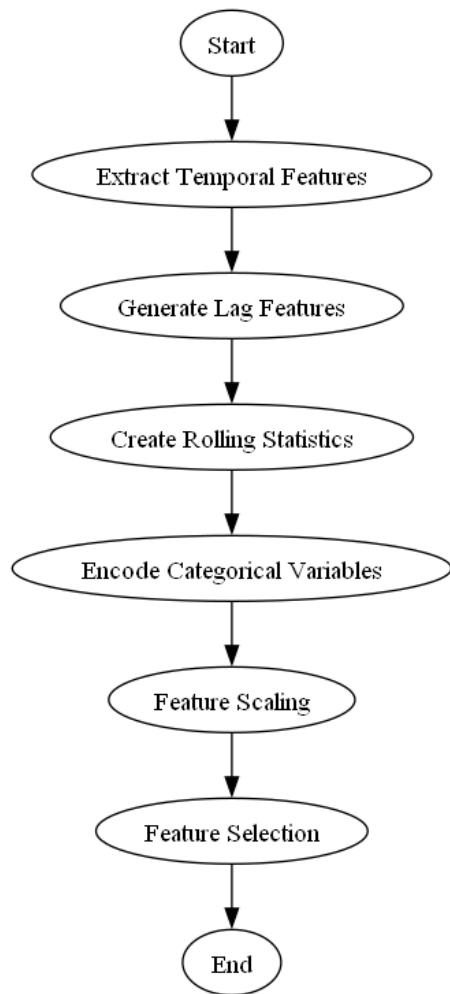 Start
Extract Temporal Features
Generate Lag Features
Create Rolling Statistics
Encode Categorical Variables
Feature Scaling
Feature Selection
End